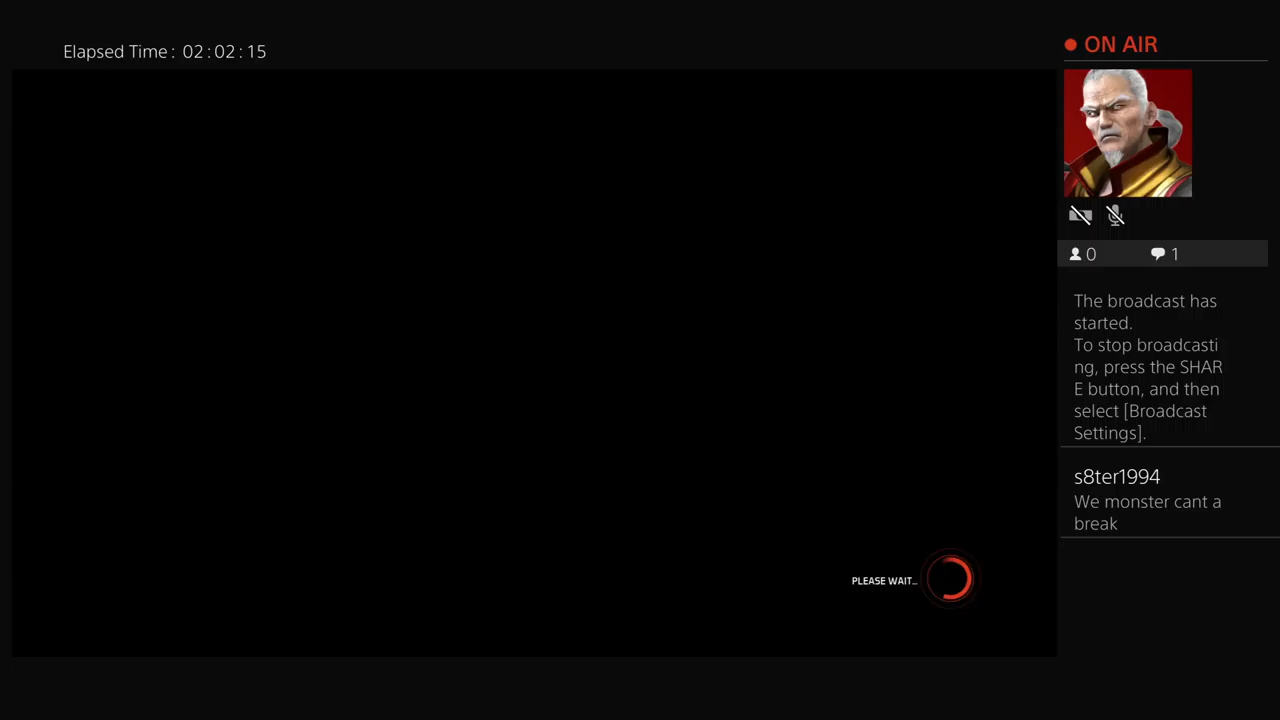 Elapsed Time : 02:02:15
ON AIR
0 1
The broadcast has
started.
To stop broadcasti
ng, press the SHAR
E button, and then
select [Broadcast
Settings].
s8ter1994
We monster cant a
break
PLEASE WAIT...